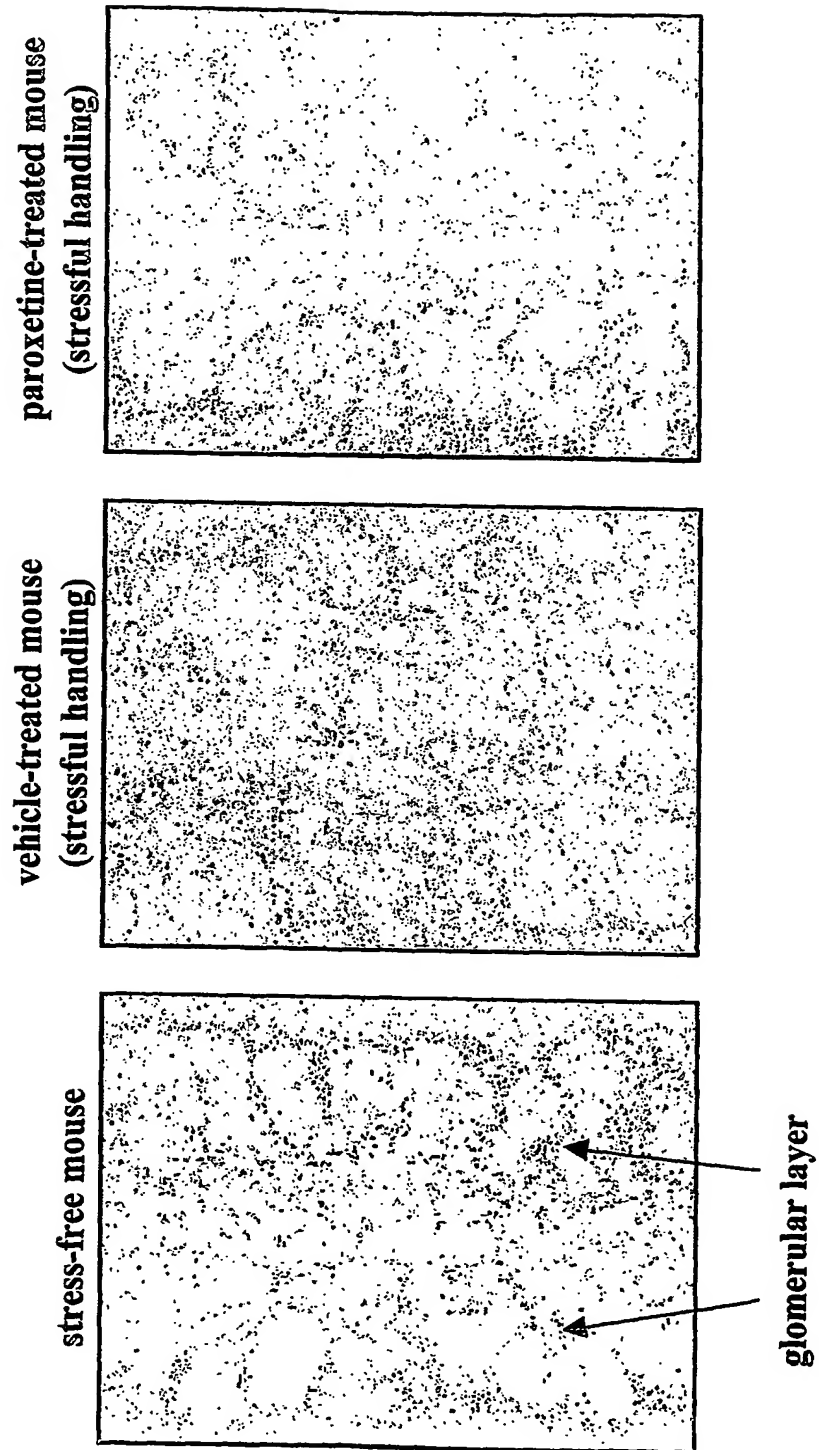 stress-free mouse
vehicle-treated mouse
(stressful handling)
paroxetine-treated mouse
(stressful handling)
glomerular layer